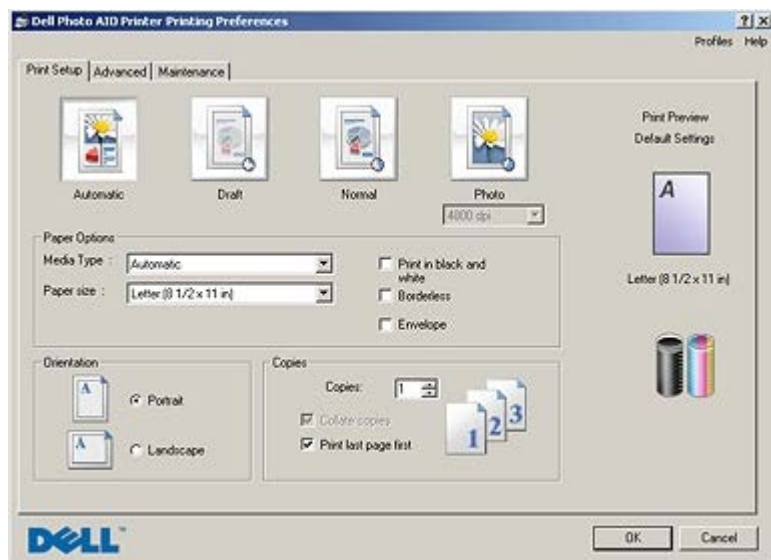 Dell Photo AIO Printer Printing Preferences
Profiles Help
Print Setup Advanced Maintenance
Print Preview
Default Settings
Automatic Draft Normal Photo
4800 dpi
A
Paper Options
Media Type : Automatic
Print in black and
white
Paper size : Letter (8 1/2 x 11 in)
Borderless
Letter (8 1/2 x 11 in)
Envelope
Orientation
Copies
A
Portrait
Copies: 1
Collate copies
1 2 3
A
Landscape
Print last page first
DELL™
OK Cancel